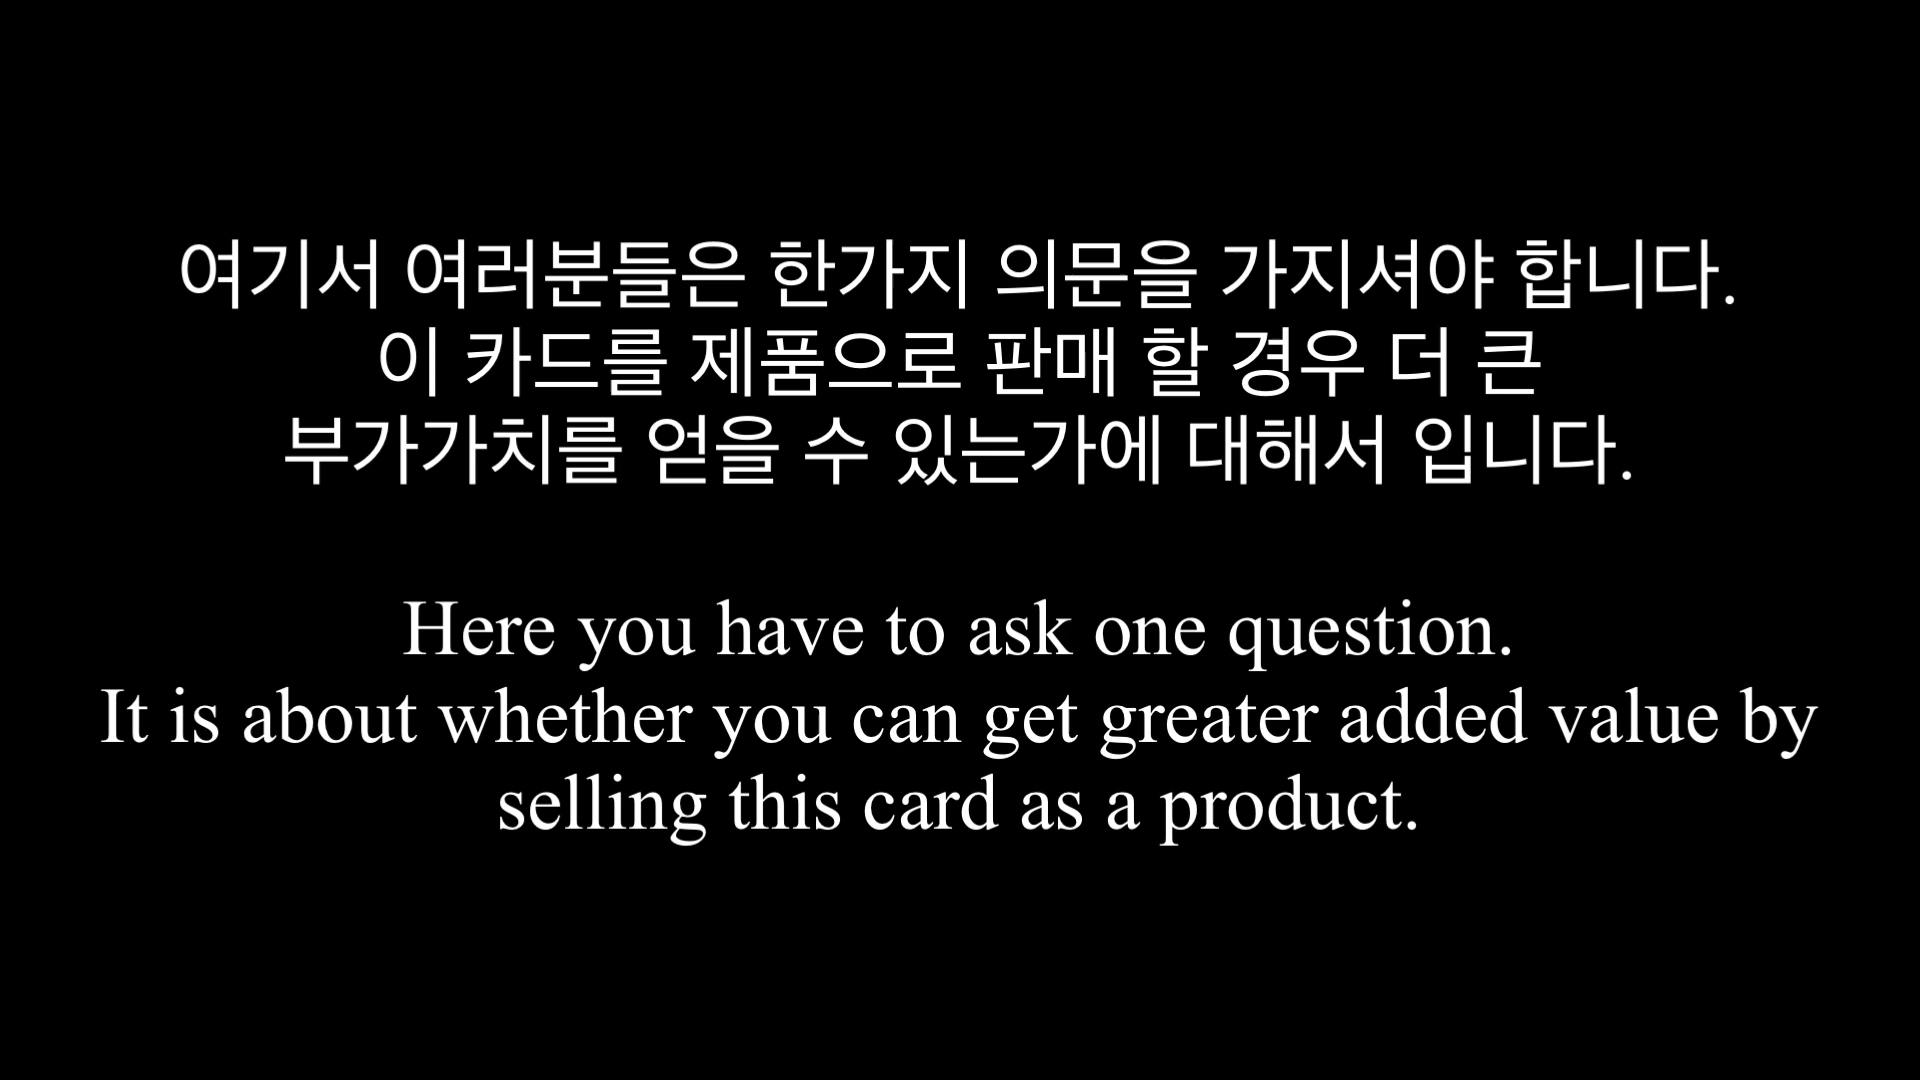 여기서 여러분들은 한가지 의문을 가지셔야 합니다.
이 카드를 제품으로 판매 할 경우 더 큰
부가가치를 얻을 수 있는가에 대해서 입니다.
Here you have to ask one question.
It is about whether you can get greater added value by
selling this card as a product.